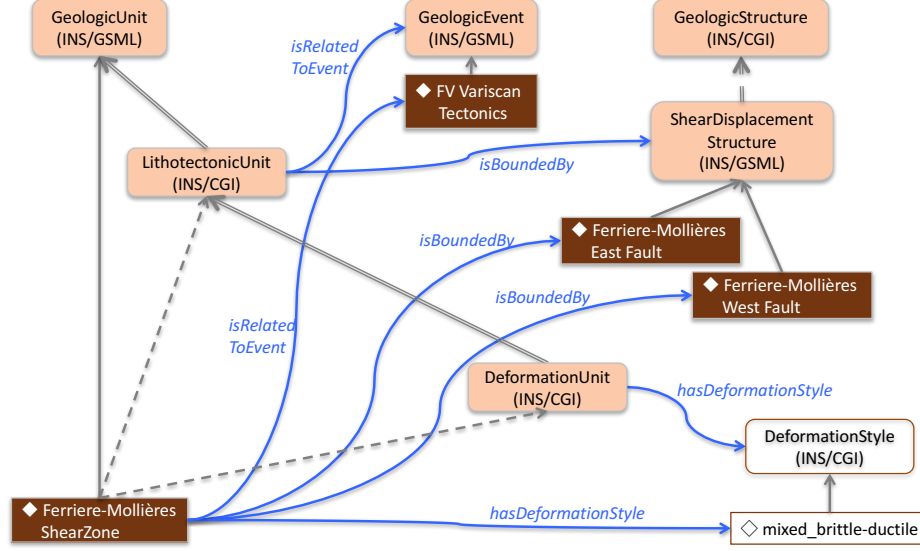 GeologicUnit
(INS/GSML)
GeologicEvent
(INS/GSML)
GeologicStructure
(INS/CGI)
isRelated
ToEvent
◆ FV Variscan
Tectonics
ShearDisplacement
Structure
(INS/GSML)
LithotectonicUnit
(INS/CGI)
isBoundedBy
◆ Ferriere-Mollières
East Fault
isBoundedBy
◆ Ferriere-Mollières
West Fault
isBoundedBy
isRelated
ToEvent
DeformationUnit
(INS/CGI)
hasDeformationStyle
DeformationStyle
(INS/CGI)
◆ Ferriere-Mollières
ShearZone
hasDeformationStyle
◇ mixed_brittle-ductile